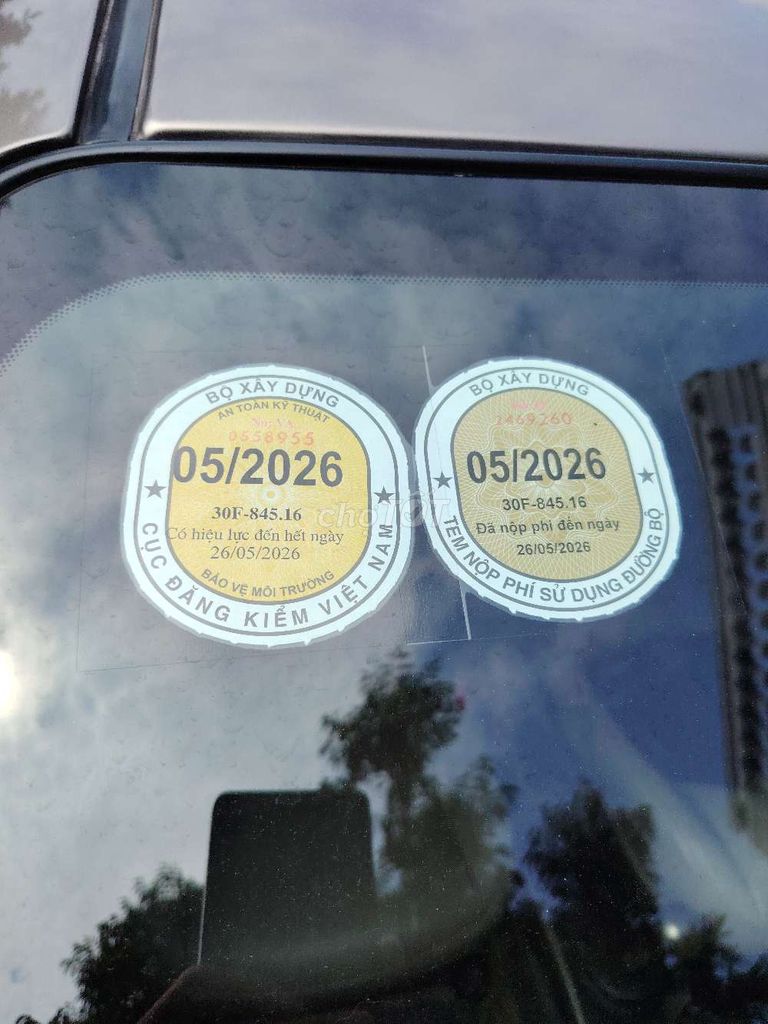 BỘ XÂY DỰNG
AN TOÀN KỸ THUẬT
0558955
05/2026
30F-845.16
Có hiệu lực đến hết ngày
26/05/2026
BẢO VỆ MÔI TRƯỜNG
CỤC ĐĂNG KIỂM VIỆT NAM
BỘ XÂY DỰNG
2469260
05/2026
30F-845.16
Đã nộp phí đến ngày
26/05/2026
TEM NỘP PHÍ SỬ DỤNG ĐƯỜNG BỘ
choTỐT